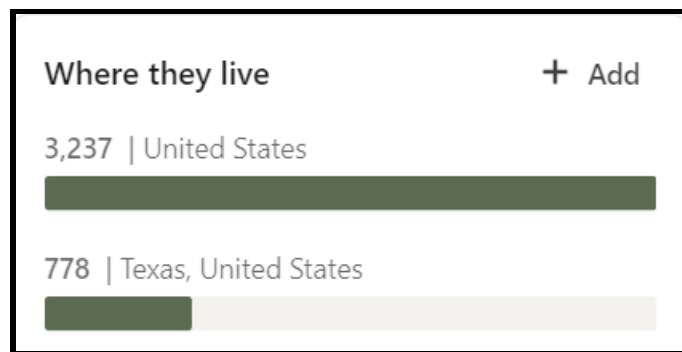 Where they live + Add
3,237 | United States
778 | Texas, United States